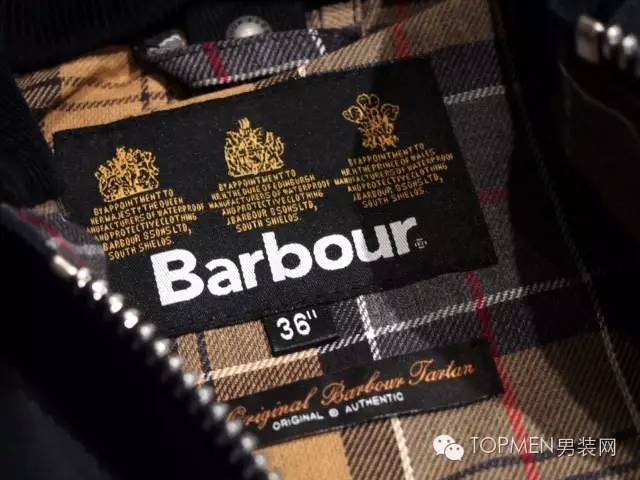 BY APPOINTMENT TO
HER MAJESTY THE QUEEN
MANUFACTURERS OF WATERPROOF
AND PROTECTIVE CLOTHING
BARBOUR & SONS LTD,
SOUTH SHIELDS.
BY APPOINTMENT TO
H.R.H. THE DUKE OF EDINBURGH
MANUFACTURERS OF WATERPROOF
AND PROTECTIVE CLOTHING
BARBOUR & SONS LTD,
SOUTH SHIELDS.
BY APPOINTMENT TO
H.R.H. THE PRINCE OF WALES
MANUFACTURERS OF WATERPROOF
AND PROTECTIVE CLOTHING
BARBOUR & SONS LTD,
SOUTH SHIELDS.
Barbour
36"
Original Barbour Tartan
ORIGINAL & AUTHENTIC
TOPMEN男装网